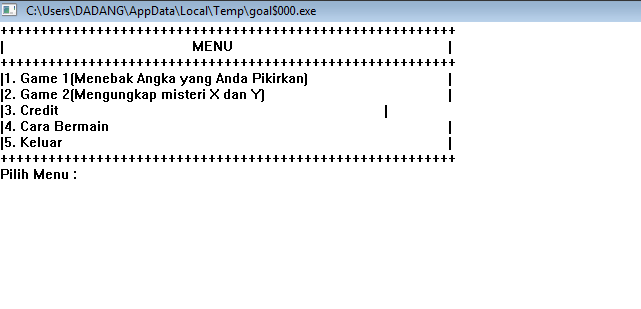 C:\Users\DADANG\AppData\Local\Temp\goal$000.exe
+++++++++++++++++++++++++++++++++++++++++++++++++++++++++
| MENU |
+++++++++++++++++++++++++++++++++++++++++++++++++++++++++
|1. Game 1(Menebak Angka yang Anda Pikirkan) |
|2. Game 2(Mengungkap misteri X dan Y) |
|3. Credit |
|4. Cara Bermain |
|5. Keluar |
+++++++++++++++++++++++++++++++++++++++++++++++++++++++++
Pilih Menu :